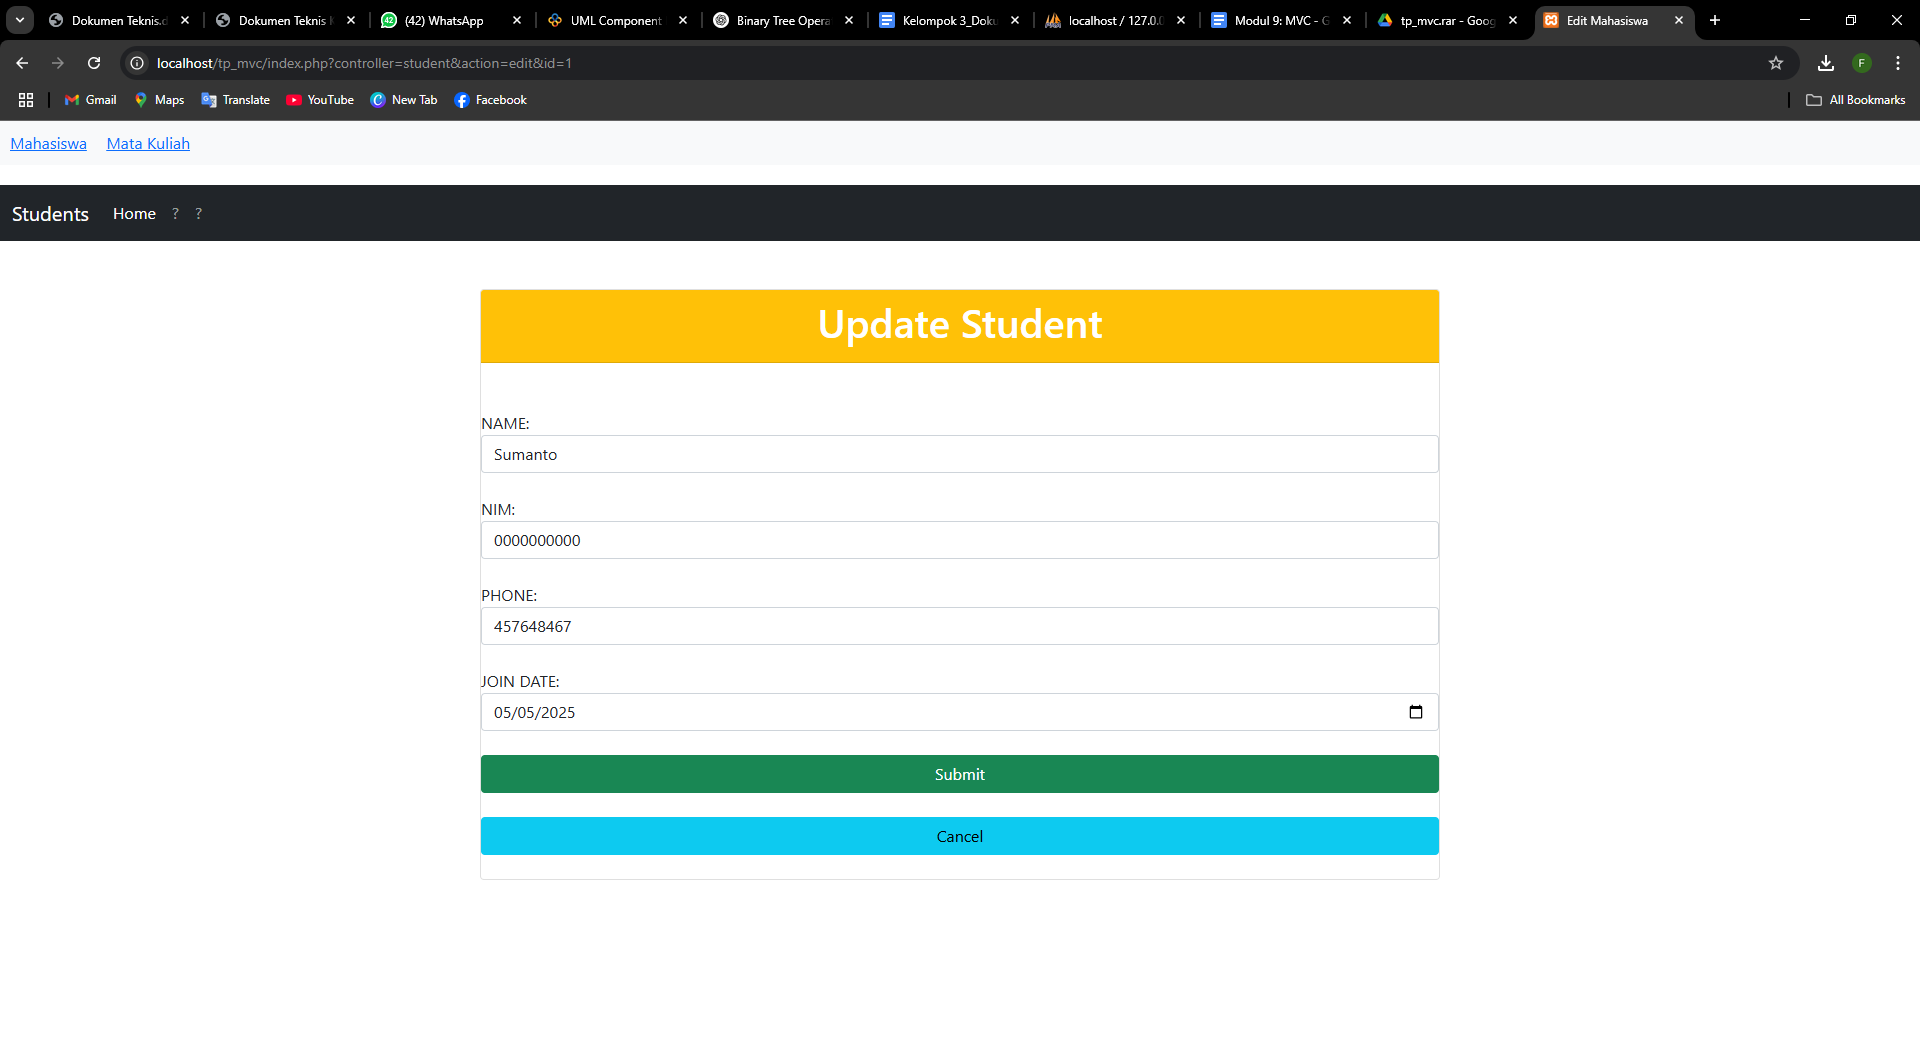 Dokumen Teknis.d
Dokumen Teknis
(42) WhatsApp
UML Component
Binary Tree Opera
Kelompok 3_Doku
localhost / 127.0.0
Modul 9: MVC - G
tp_mvc.rar - Goog
Edit Mahasiswa
localhost/tp_mvc/index.php?controller=student&action=edit&id=1
F
Gmail
Maps
Translate
YouTube
New Tab
Facebook
All Bookmarks
Mahasiswa Mata Kuliah
Students Home ? ?
Update Student
NAME:
Sumanto
NIM:
0000000000
PHONE:
457648467
JOIN DATE:
05/05/2025
Submit
Cancel